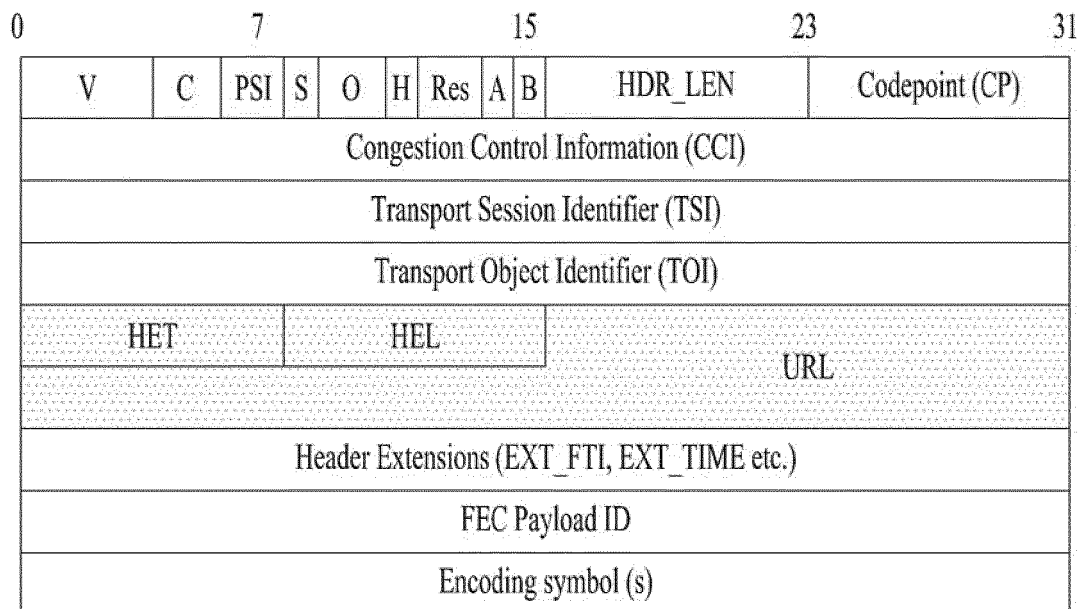 0 7 15 23 31
V C PSI S O H Res A B HDR_LEN Codepoint (CP)
Congestion Control Information (CCI)
Transport Session Identifier (TSI)
Transport Object Identifier (TOI)
HET HEL
URL
Header Extensions (EXT_FTI, EXT_TIME etc.)
FEC Payload ID
Encoding symbol (s)